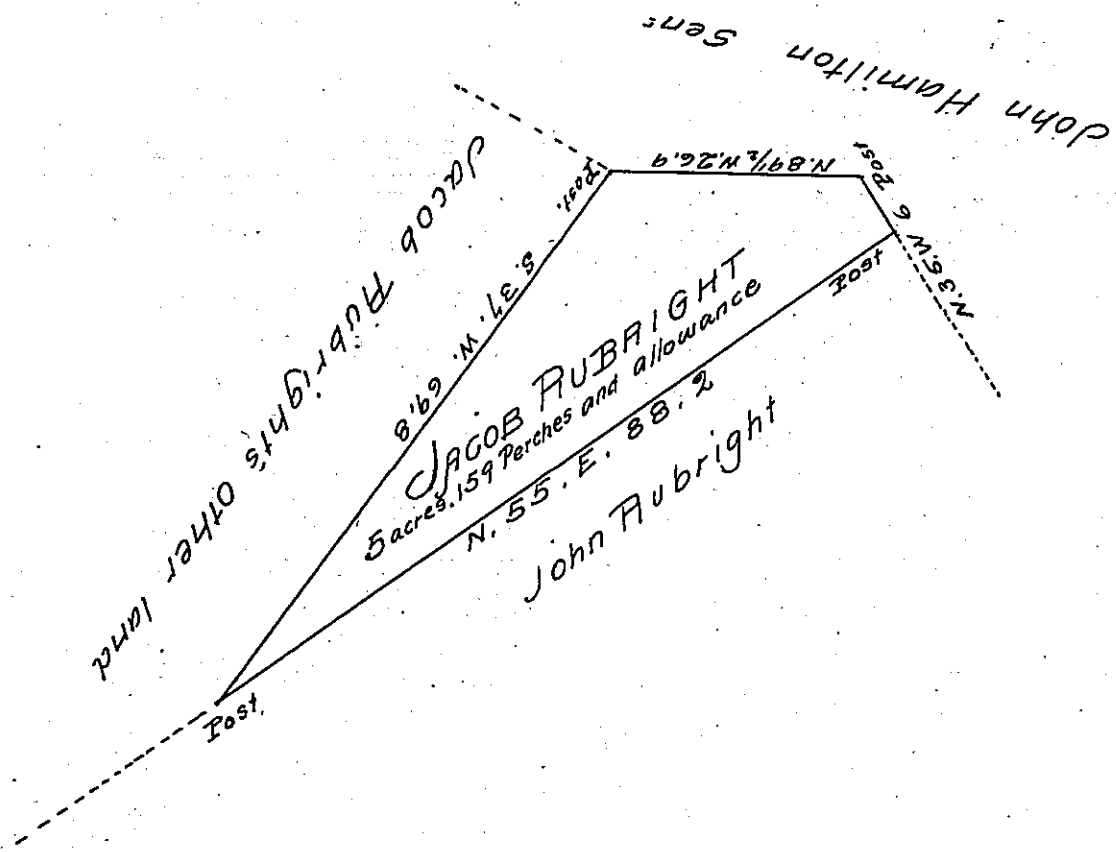 John Hamilton Senr
N.89½ W.26.9
Post
N.35.W 6
Post.
Jacob Rubright's other land
S. 37. W. 69.8
JACOB RUBRIGHT
5 acres. 159 Perches and allowance
Post
N. 55. E. 88.2
John Rubright
Post.